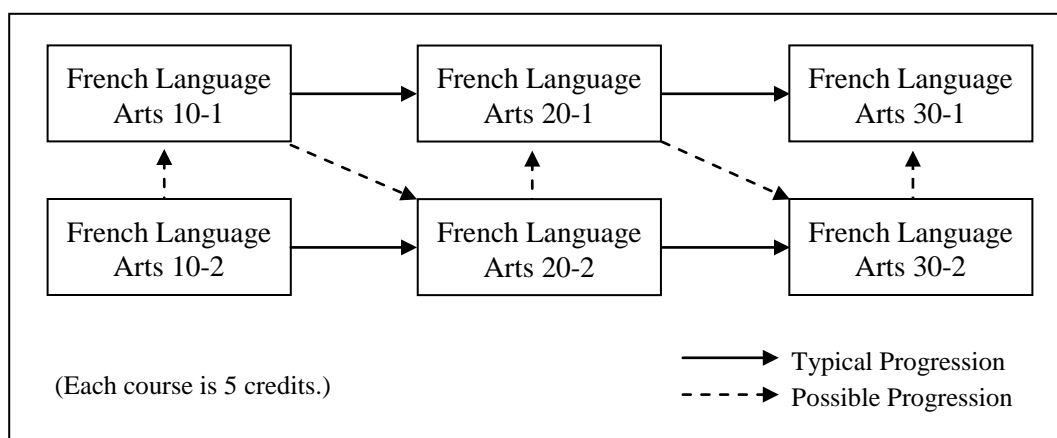 French Language
Arts 10-1
French Language
Arts 20-1
French Language
Arts 30-1
French Language
Arts 10-2
French Language
Arts 20-2
French Language
Arts 30-2
(Each course is 5 credits.)
Typical Progression
Possible Progression